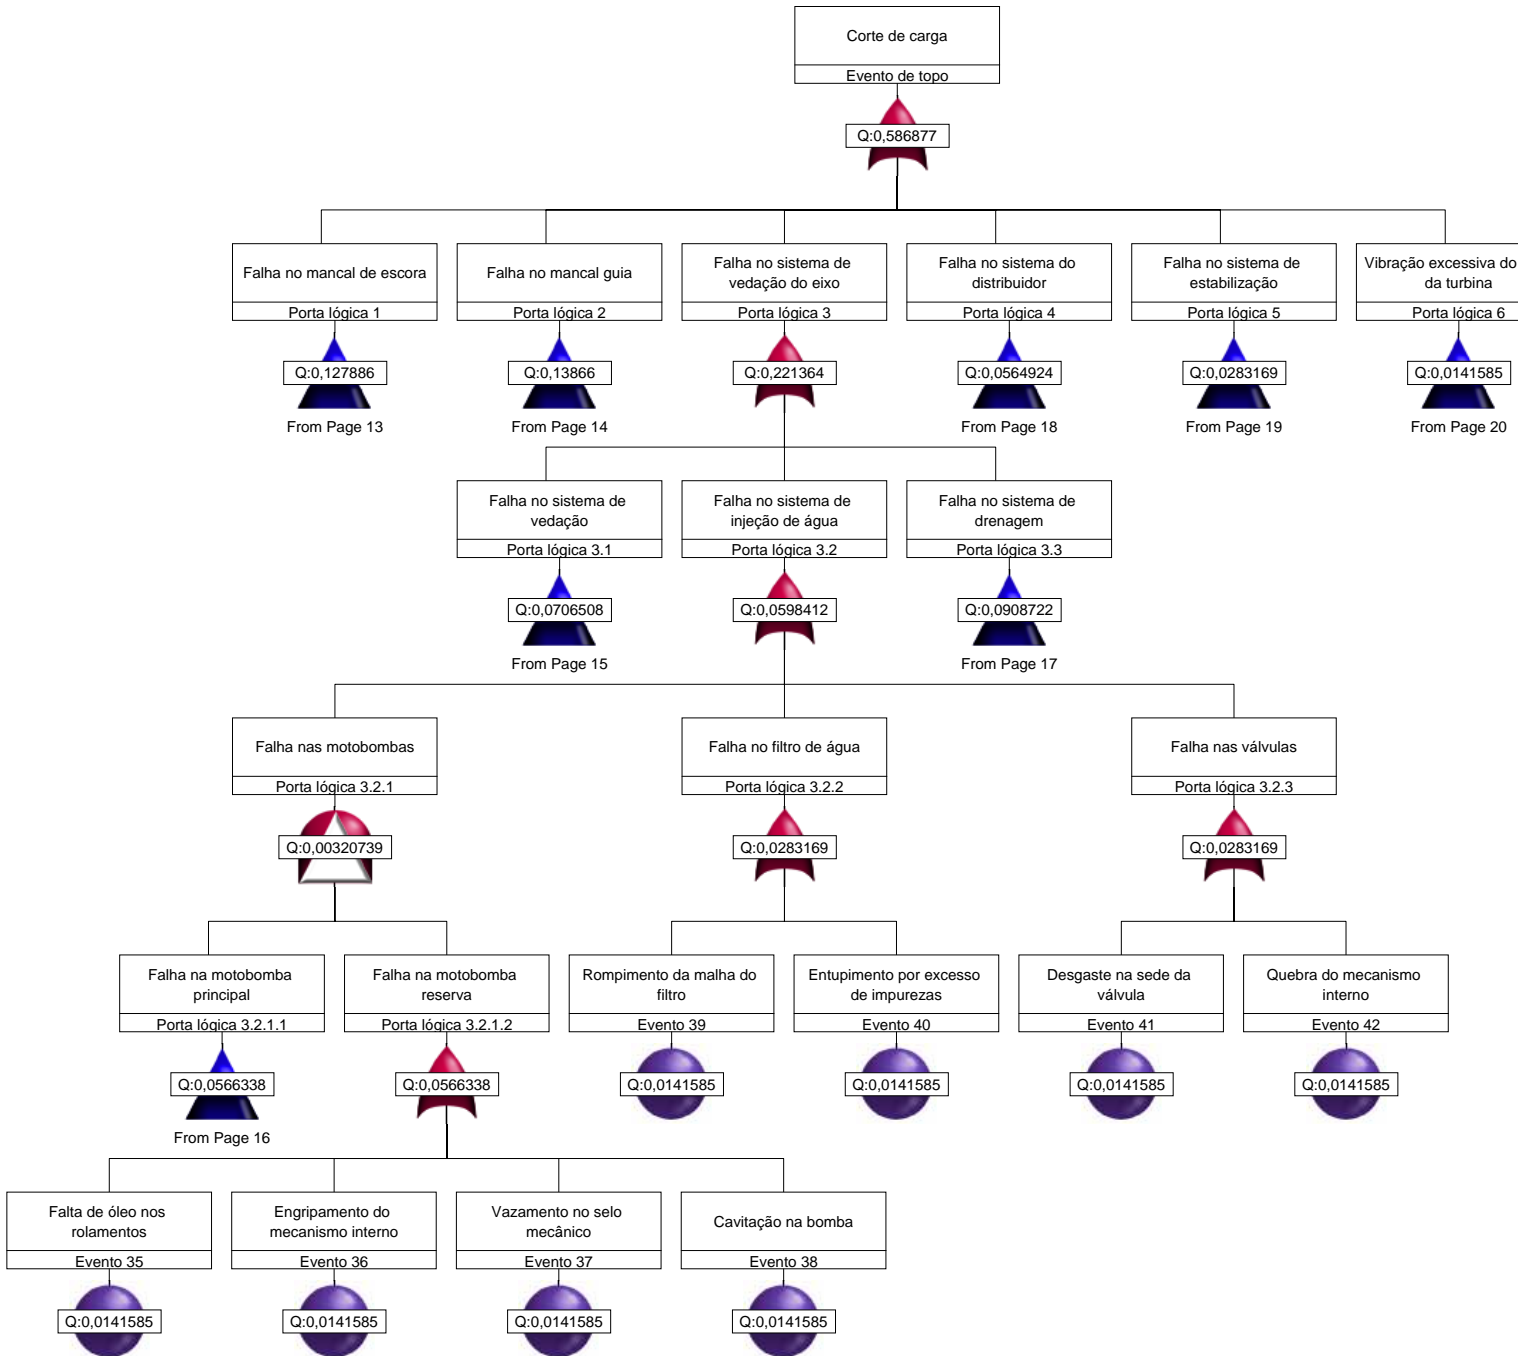 Corte de carga
Evento de topo
Q:0,586877
Falha no mancal de escora
Porta lógica 1
Q:0,127886
From Page 13
Falha no mancal guia
Porta lógica 2
Q:0,13866
From Page 14
Falha no sistema de
vedação do eixo
Porta lógica 3
Q:0,221364
Falha no sistema do
distribuidor
Porta lógica 4
Q:0,0564924
From Page 18
Falha no sistema de
estabilização
Porta lógica 5
Q:0,0283169
From Page 19
Vibração excessiva do
da turbina
Porta lógica 6
Q:0,0141585
From Page 20
Falha no sistema de
vedação
Porta lógica 3.1
Q:0,0706508
From Page 15
Falha no sistema de
injeção de água
Porta lógica 3.2
Q:0,0598412
Falha no sistema de
drenagem
Porta lógica 3.3
Q:0,0908722
From Page 17
Falha nas motobombas
Porta lógica 3.2.1
Q:0,00320739
Falha no filtro de água
Porta lógica 3.2.2
Q:0,0283169
Falha nas válvulas
Porta lógica 3.2.3
Q:0,0283169
Falha na motobomba
principal
Porta lógica 3.2.1.1
Q:0,0566338
From Page 16
Falha na motobomba
reserva
Porta lógica 3.2.1.2
Q:0,0566338
Rompimento da malha do
filtro
Evento 39
Q:0,0141585
Entupimento por excesso
de impurezas
Evento 40
Q:0,0141585
Desgaste na sede da
válvula
Evento 41
Q:0,0141585
Quebra do mecanismo
interno
Evento 42
Q:0,0141585
Falta de óleo nos
rolamentos
Evento 35
Q:0,0141585
Engripamento do
mecanismo interno
Evento 36
Q:0,0141585
Vazamento no selo
mecânico
Evento 37
Q:0,0141585
Cavitação na bomba
Evento 38
Q:0,0141585